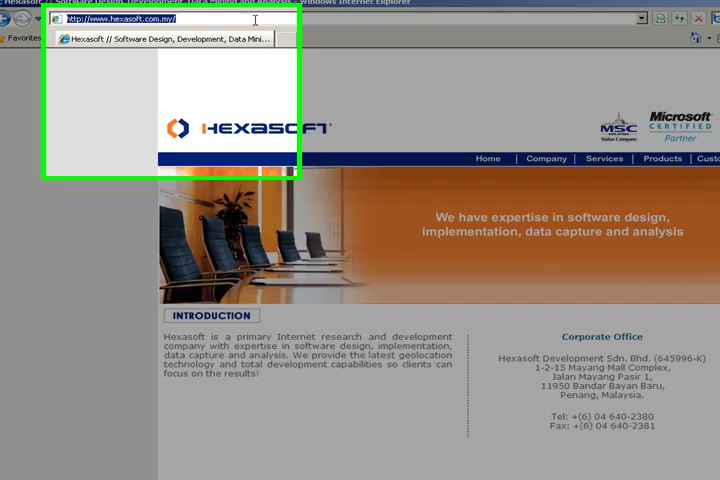 Hexasoft // Software Design, Development, Data Mining and Analysis - Windows Internet Explorer
http://www.hexasoft.com.my/
Favorites
Hexasoft // Software Design, Development, Data Mini...
HEXASOFT
MSC
MALAYSIA
Status Company
Microsoft
CERTIFIED
Partner
Home | Company | Services | Products | Custo
We have expertise in software design,
implementation, data capture and analysis
INTRODUCTION
Hexasoft is a primary Internet research and development
company with expertise in software design, implementation,
data capture and analysis. We provide the latest geolocation
technology and total development capabilities so clients can
focus on the results!
Corporate Office
Hexasoft Development Sdn. Bhd. (645996-K)
1-2-15 Mayang Mall Complex,
Jalan Mayang Pasir 1,
11950 Bandar Bayan Baru,
Penang, Malaysia.
Tel: +(6) 04 640-2380
Fax: +(6) 04 640-2381